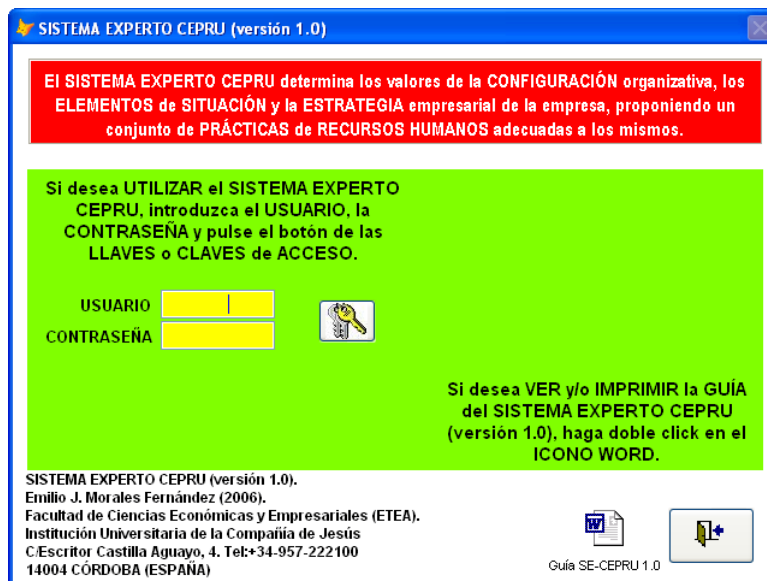 SISTEMA EXPERTO CEPRU (versión 1.0)
El SISTEMA EXPERTO CEPRU determina los valores de la CONFIGURACIÓN organizativa, los
ELEMENTOS de SITUACIÓN y la ESTRATEGIA empresarial de la empresa, proponiendo un
conjunto de PRÁCTICAS de RECURSOS HUMANOS adecuadas a los mismos.
Si desea UTILIZAR el SISTEMA EXPERTO
CEPRU, introduzca el USUARIO, la
CONTRASEÑA y pulse el botón de las
LLAVES o CLAVES de ACCESO.
USUARIO
CONTRASEÑA
Si desea VER y/o IMPRIMIR la GUÍA
del SISTEMA EXPERTO CEPRU
(versión 1.0), haga doble click en el
ICONO WORD.
SISTEMA EXPERTO CEPRU (versión 1.0).
Emilio J. Morales Fernández (2006).
Facultad de Ciencias Económicas y Empresariales (ETEA).
Institución Universitaria de la Compañía de Jesús
C/Escritor Castilla Aguayo, 4. Tel:+34-957-222100
14004 CÓRDOBA (ESPAÑA)
W
Guía SE-CEPRU 1.0